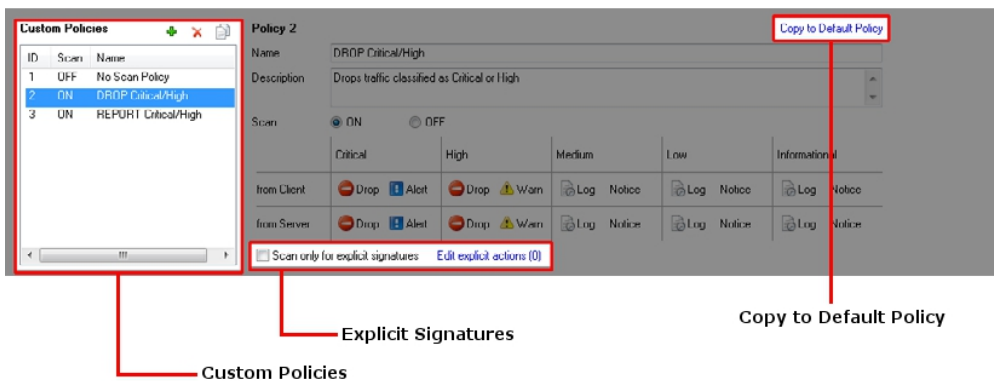 Custom Policies
ID Scan Name
1 OFF No Scan Policy
2 ON DROP Critical/High
3 ON REPORT Critical/High
Policy 2
Copy to Default Policy
Name DROP Critical/High
Description Drops traffic classified as Critical or High
Scan ON OFF
Critical High Medium Low Informational
from Client Drop Alert Drop Warn Log Notice Log Notice Log Notice
from Server Drop Alert Drop Warn Log Notice Log Notice Log Notice
Scan only for explicit signatures Edit explicit actions (0)
Copy to Default Policy
Explicit Signatures
Custom Policies